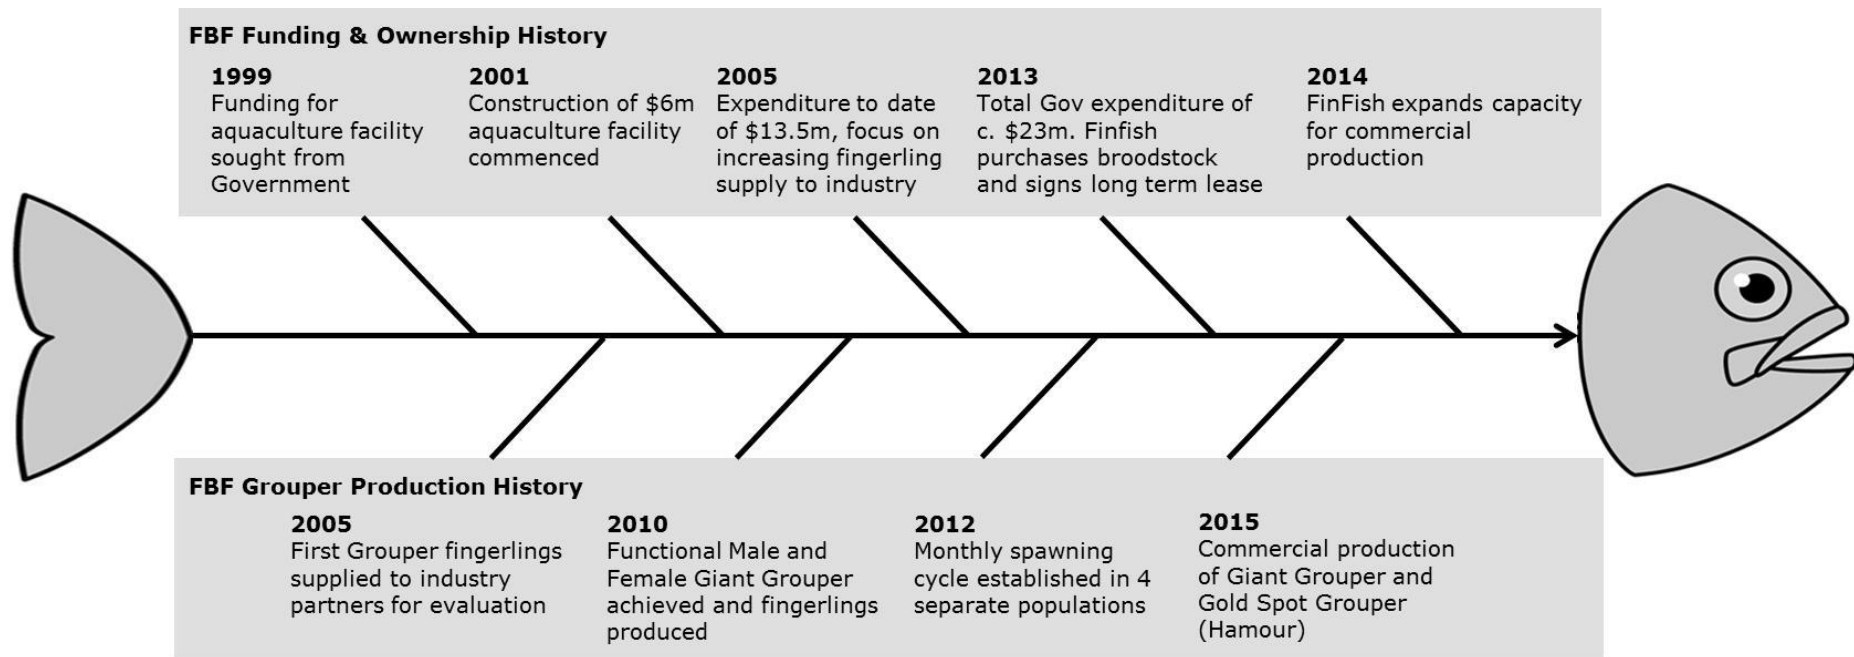 FBF Funding & Ownership History
1999
Funding for
aquaculture facility
sought from
Government
2001
Construction of $6m
aquaculture facility
commenced
2005
Expenditure to date
of $13.5m, focus on
increasing fingerling
supply to industry
2013
Total Gov expenditure of
c. $23m. Finfish
purchases broodstock
and signs long term lease
2014
FinFish expands capacity
for commercial
production
FBF Grouper Production History
2005
First Grouper fingerlings
supplied to industry
partners for evaluation
2010
Functional Male and
Female Giant Grouper
achieved and fingerlings
produced
2012
Monthly spawning
cycle established in 4
separate populations
2015
Commercial production
of Giant Grouper and
Gold Spot Grouper
(Hamour)